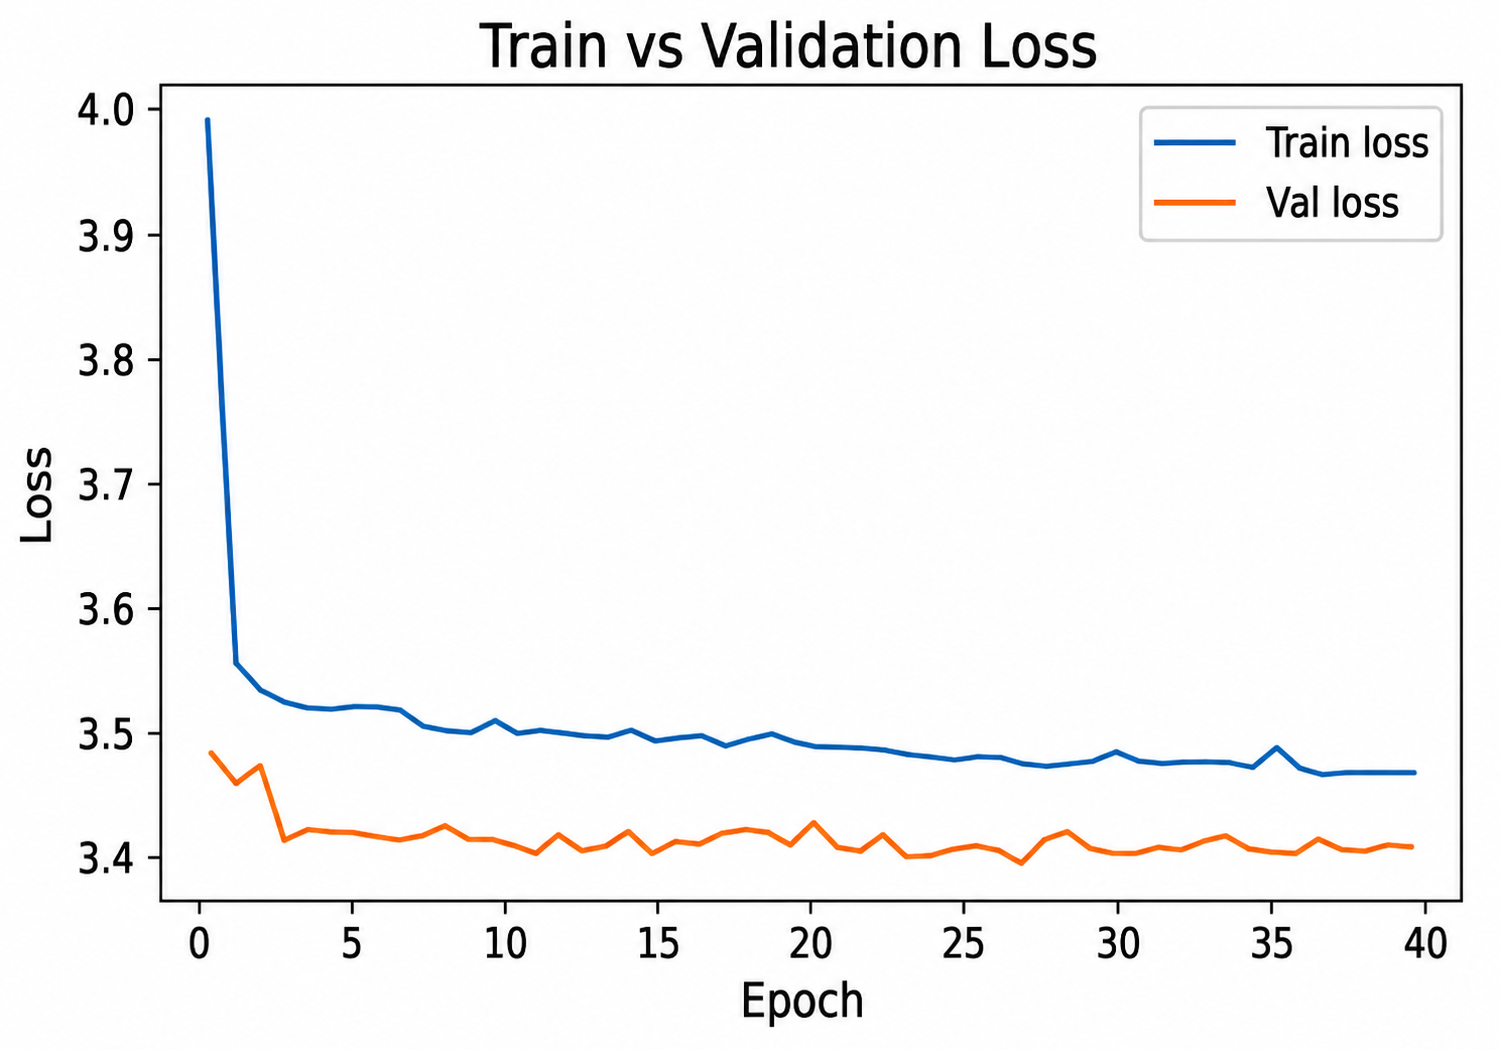 Train vs Validation Loss
Train loss
Val loss
Loss
4.0
3.9
3.8
3.7
3.6
3.5
3.4
0 5 10 15 20 25 30 35 40
Epoch